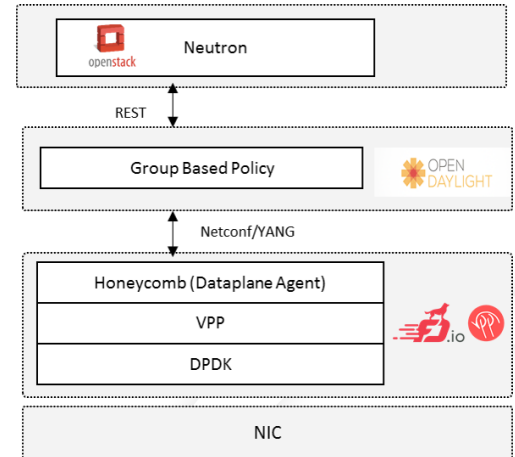 openstack
Neutron
REST
Group Based Policy
OPEN
DAYLIGHT
Netconf/YANG
Honeycomb (Dataplane Agent)
VPP
DPDK
.io
NIC